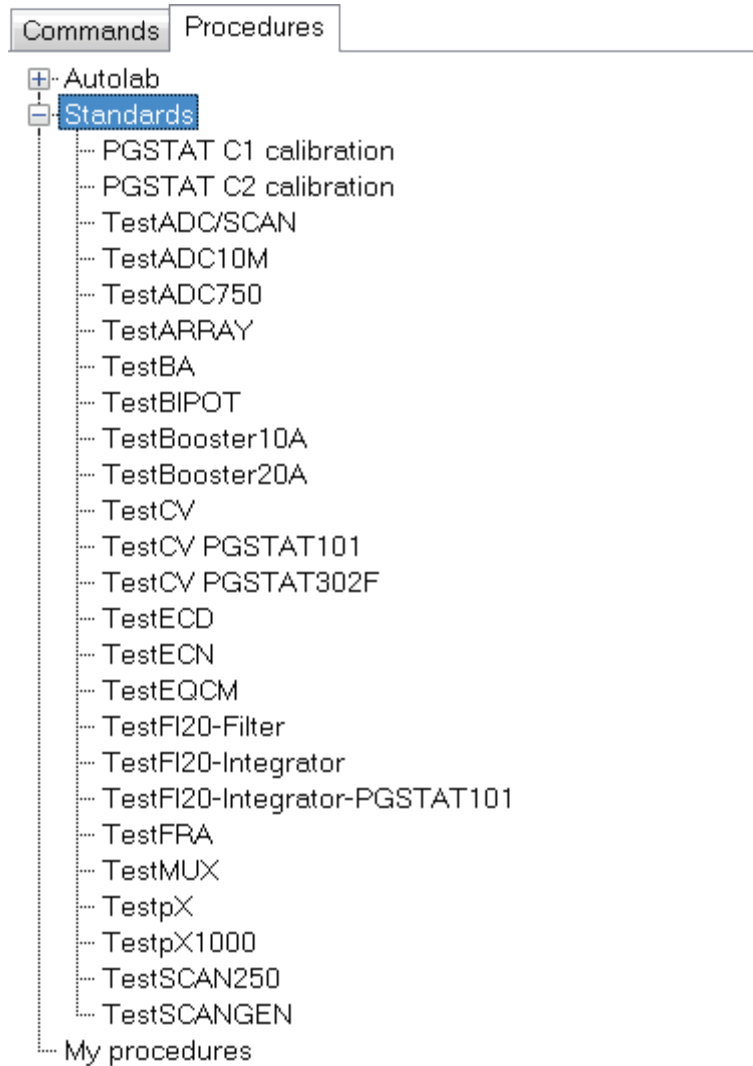 Commands Procedures
Autolab
Standards
PGSTAT C1 calibration
PGSTAT C2 calibration
TestADC/SCAN
TestADC10M
TestADC750
TestARRAY
TestBA
TestBIPOT
TestBooster10A
TestBooster20A
TestCV
TestCV PGSTAT101
TestCV PGSTAT302F
TestECD
TestECN
TestEQCM
TestFI20-Filter
TestFI20-Integrator
TestFI20-Integrator-PGSTAT101
TestFRA
TestMUX
TestpX
TestpX1000
TestSCAN250
TestSCANGEN
My procedures